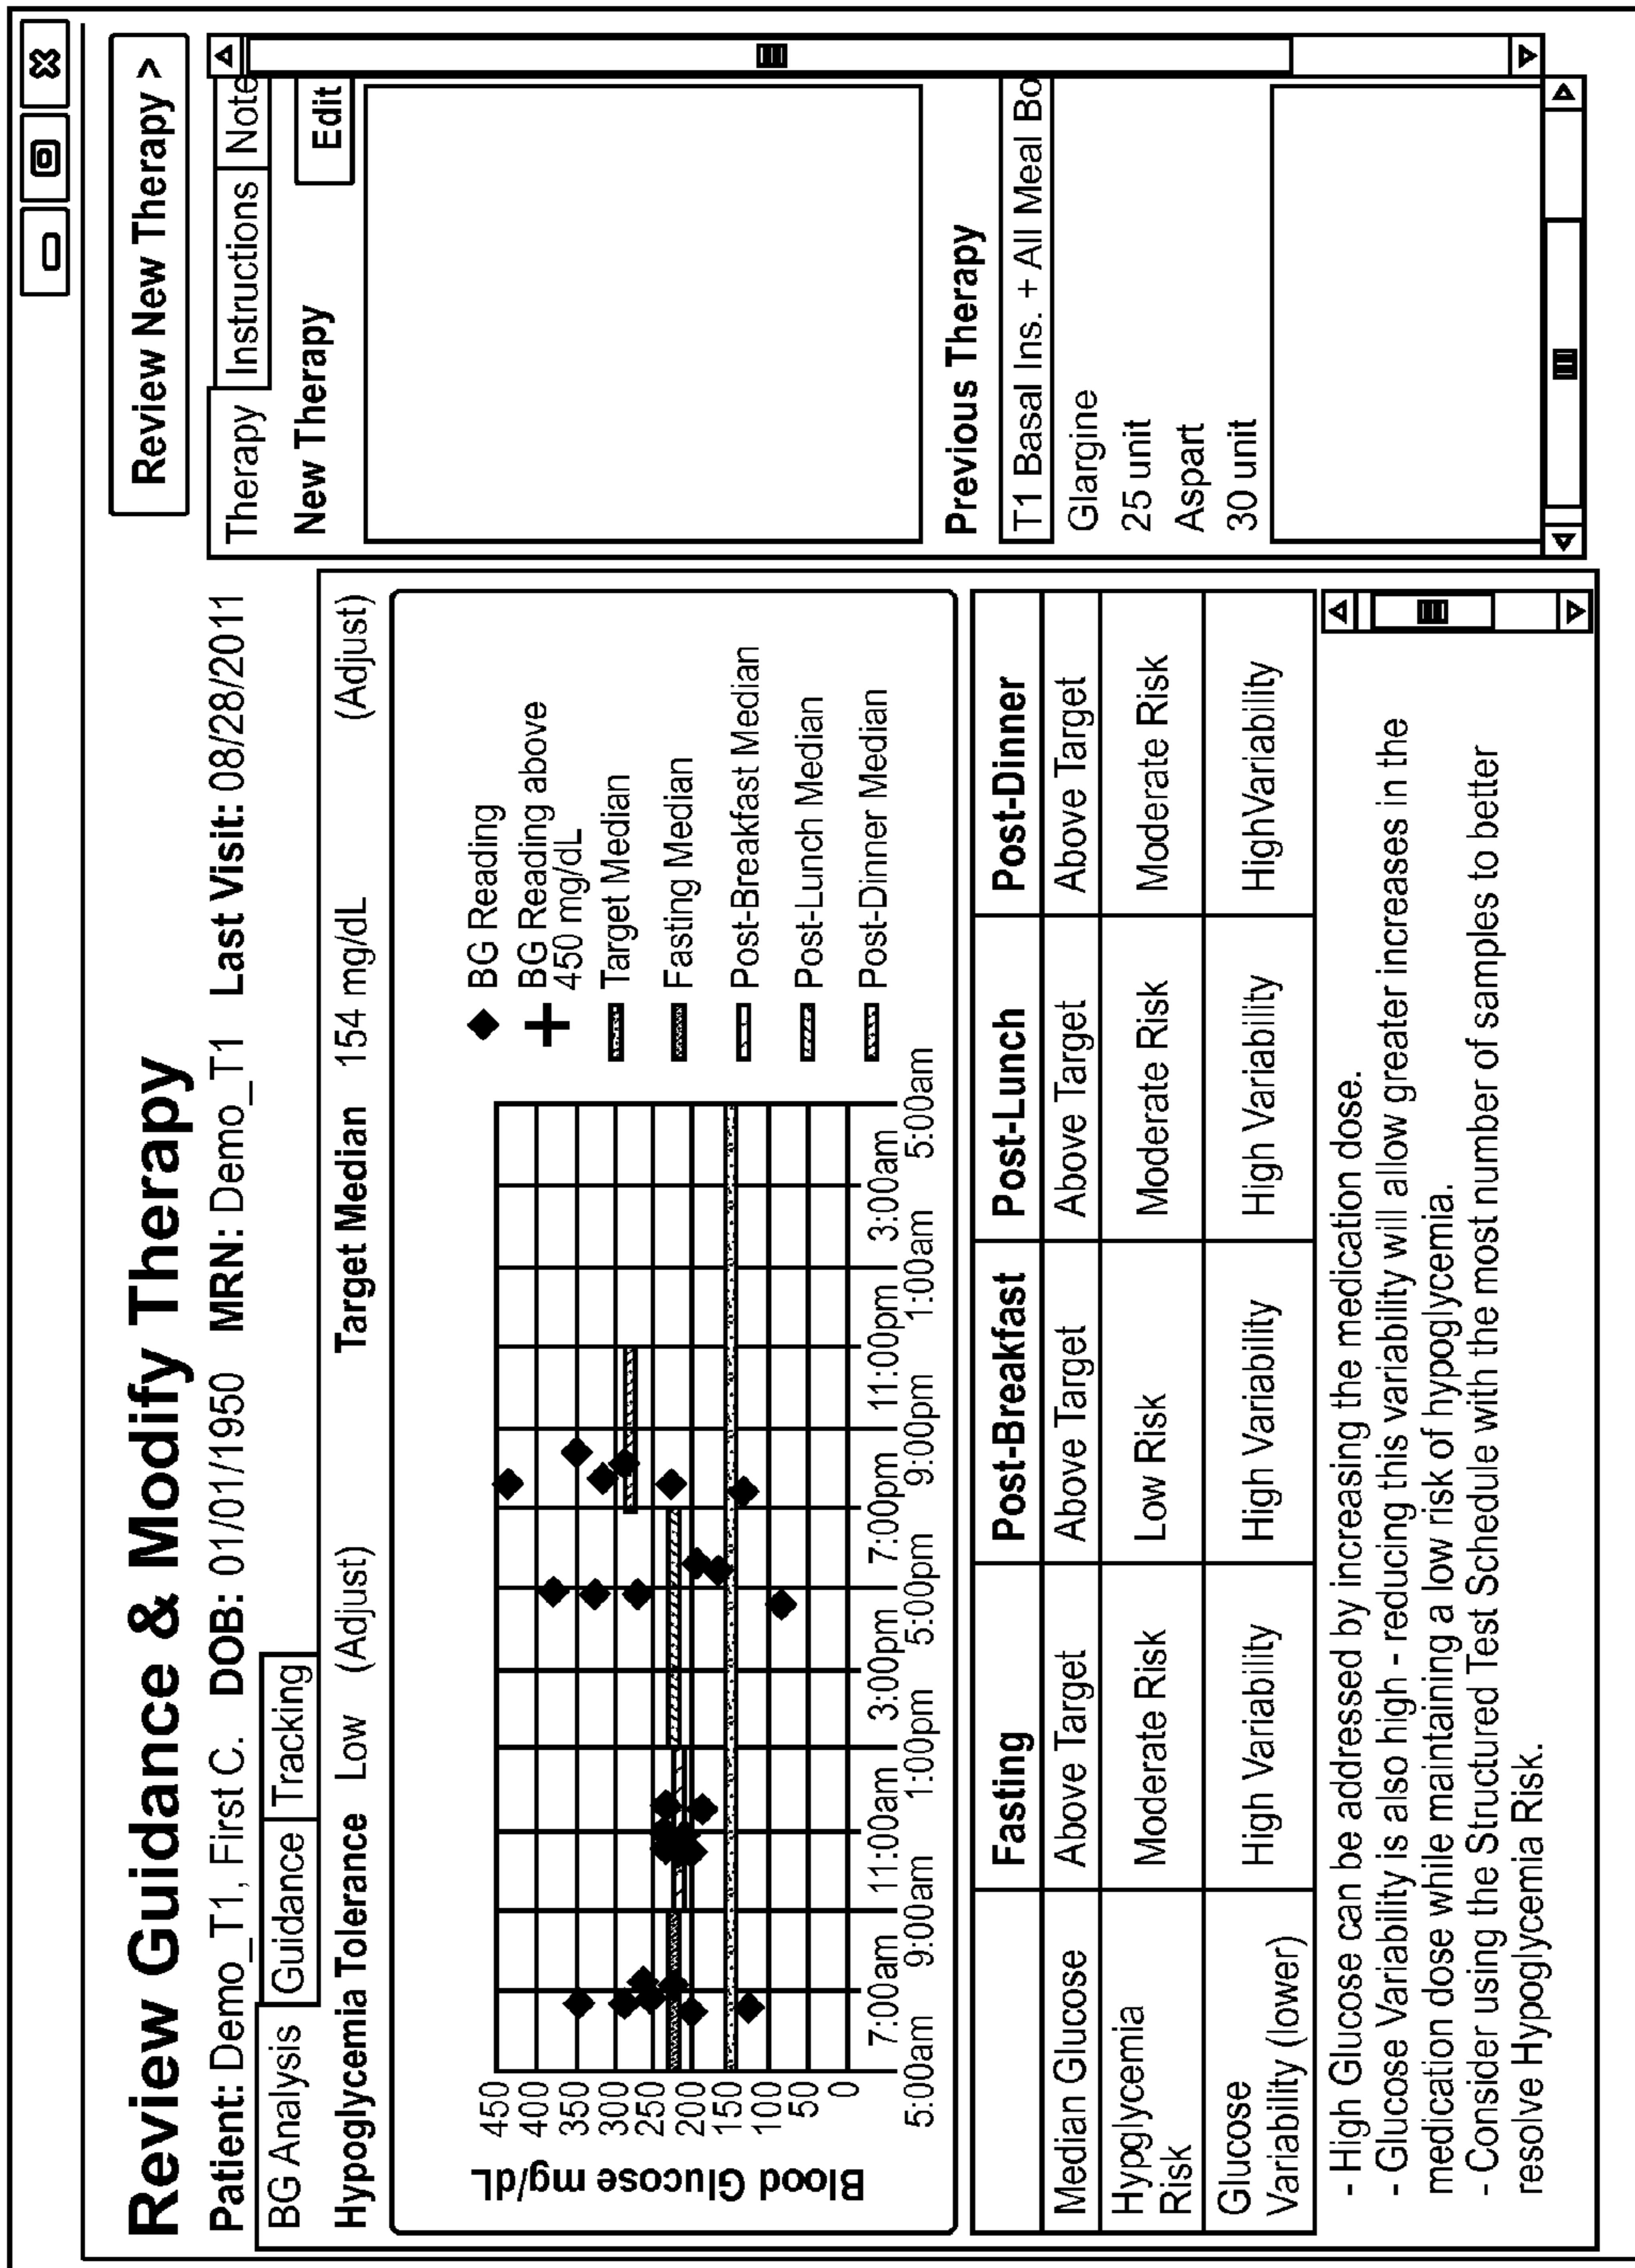 Review Guidance & Modify Therapy
Review New Therapy >
Patient: Demo_T1, First C. DOB: 01/01/1950 MRN: Demo_T1 Last Visit: 08/28/2011
BG Analysis Guidance Tracking
Hypoglycemia Tolerance Low (Adjust) Target Median 154 mg/dL (Adjust)
Blood Glucose mg/dL
450
400
350
300
250
200
150
100
50
0
7:00am 11:00am 3:00pm 7:00pm 11:00pm 3:00am
5:00am 9:00am 1:00pm 5:00pm 9:00pm 1:00am 5:00am
BG Reading
BG Reading above
450 mg/dL
Target Median
Fasting Median
Post-Breakfast Median
Post-Lunch Median
Post-Dinner Median
Fasting Post-Breakfast Post-Lunch Post-Dinner
Median Glucose Above Target Above Target Above Target Above Target
Hypoglycemia
Risk Moderate Risk Low Risk Moderate Risk Moderate Risk
Glucose
Variability (lower) High Variability High Variability High Variability HighVariability
- High Glucose can be addressed by increasing the medication dose.
- Glucose Variability is also high - reducing this variability will allow greater increases in the
medication dose while maintaining a low risk of hypoglycemia.
- Consider using the Structured Test Schedule with the most number of samples to better
resolve Hypoglycemia Risk.
Therapy Instructions Note
New Therapy Edit
Previous Therapy
T1 Basal Ins. + All Meal Bo
Glargine
25 unit
Aspart
30 unit